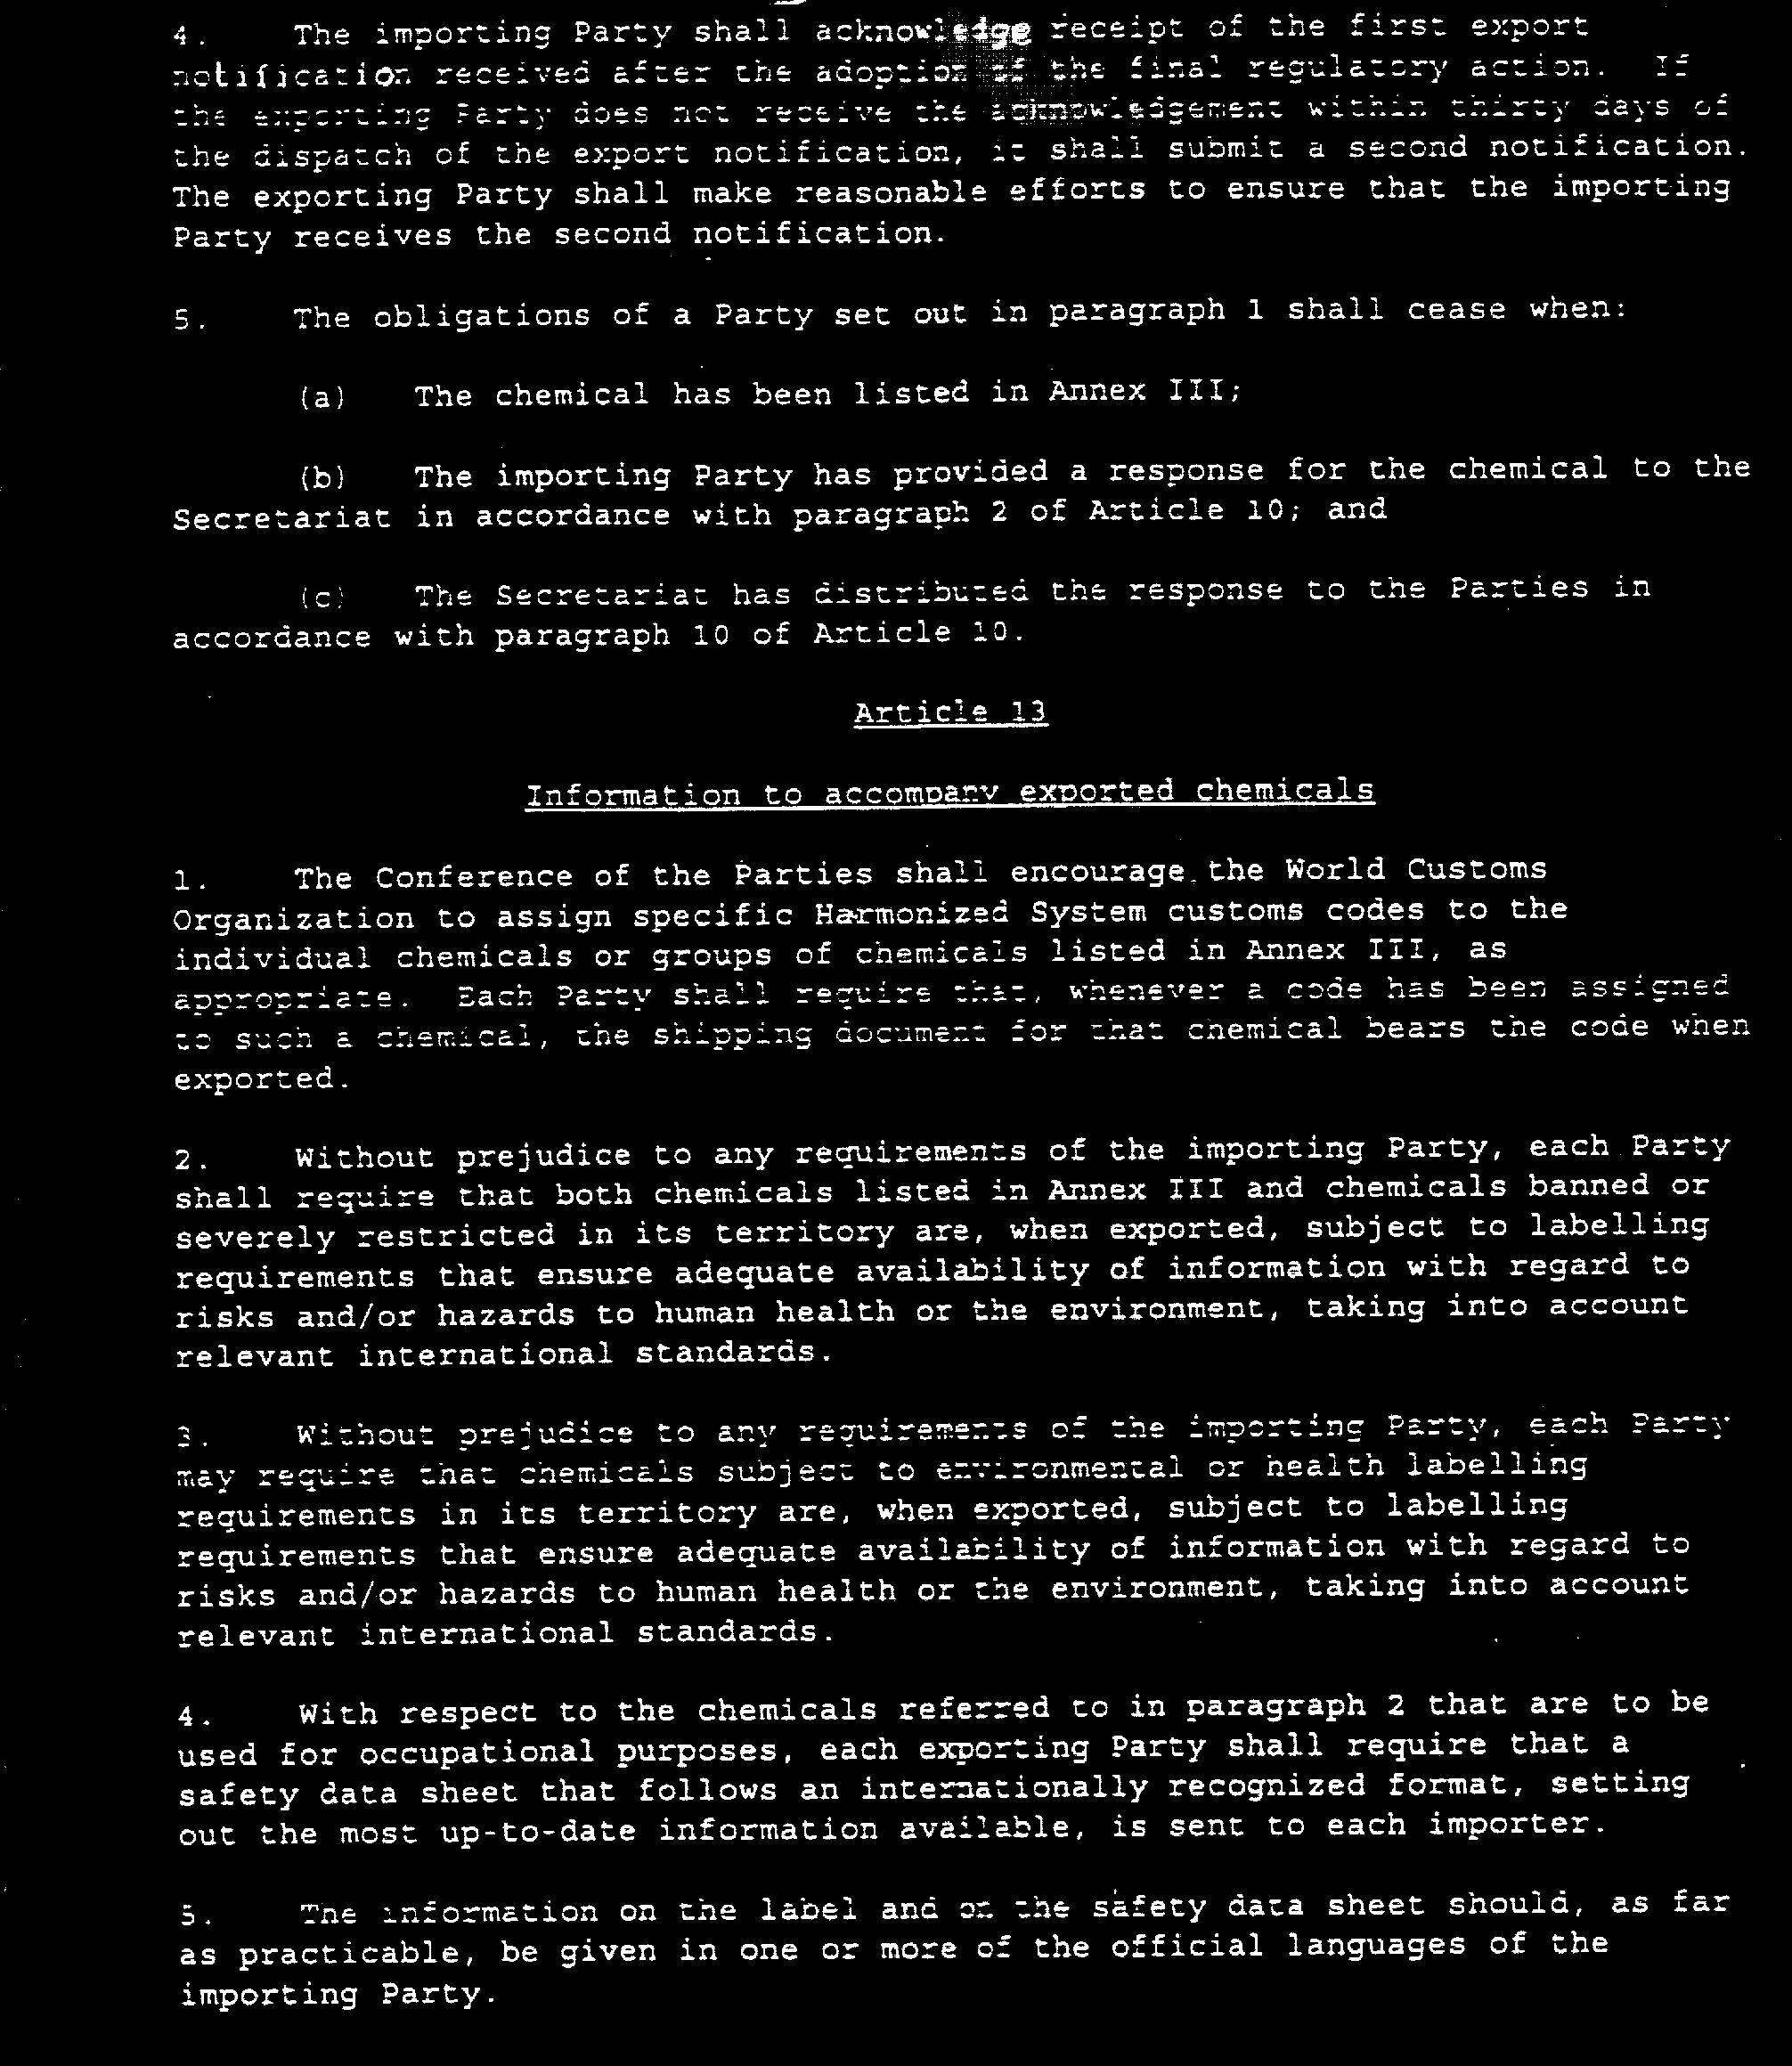 4. The importing Party shall acknowledge receipt of the first export
notification received after the adoption of the final regulatory action. If
the exporting Party does not receive the acknowledgement within thirty days of
the dispatch of the export notification, it shall submit a second notification.
The exporting Party shall make reasonable efforts to ensure that the importing
Party receives the second notification.
5. The obligations of a Party set out in paragraph 1 shall cease when:
(a) The chemical has been listed in Annex III;
(b) The importing Party has provided a response for the chemical to the
Secretariat in accordance with paragraph 2 of Article 10; and
(c) The Secretariat has distributed the response to the Parties in
accordance with paragraph 10 of Article 10.
Article 13
Information to accompany exported chemicals
1. The Conference of the Parties shall encourage the World Customs
Organization to assign specific Harmonized System customs codes to the
individual chemicals or groups of chemicals listed in Annex III, as
appropriate. Each Party shall require that, whenever a code has been assigned
to such a chemical, the shipping document for that chemical bears the code when
exported.
2. Without prejudice to any requirements of the importing Party, each Party
shall require that both chemicals listed in Annex III and chemicals banned or
severely restricted in its territory are, when exported, subject to labelling
requirements that ensure adequate availability of information with regard to
risks and/or hazards to human health or the environment, taking into account
relevant international standards.
3. Without prejudice to any requirements of the importing Party, each Party
may require that chemicals subject to environmental or health labelling
requirements in its territory are, when exported, subject to labelling
requirements that ensure adequate availability of information with regard to
risks and/or hazards to human health or the environment, taking into account
relevant international standards.
4. With respect to the chemicals referred to in paragraph 2 that are to be
used for occupational purposes, each exporting Party shall require that a
safety data sheet that follows an internationally recognized format, setting
out the most up-to-date information available, is sent to each importer.
5. The information on the label and on the safety data sheet should, as far
as practicable, be given in one or more of the official languages of the
importing Party.